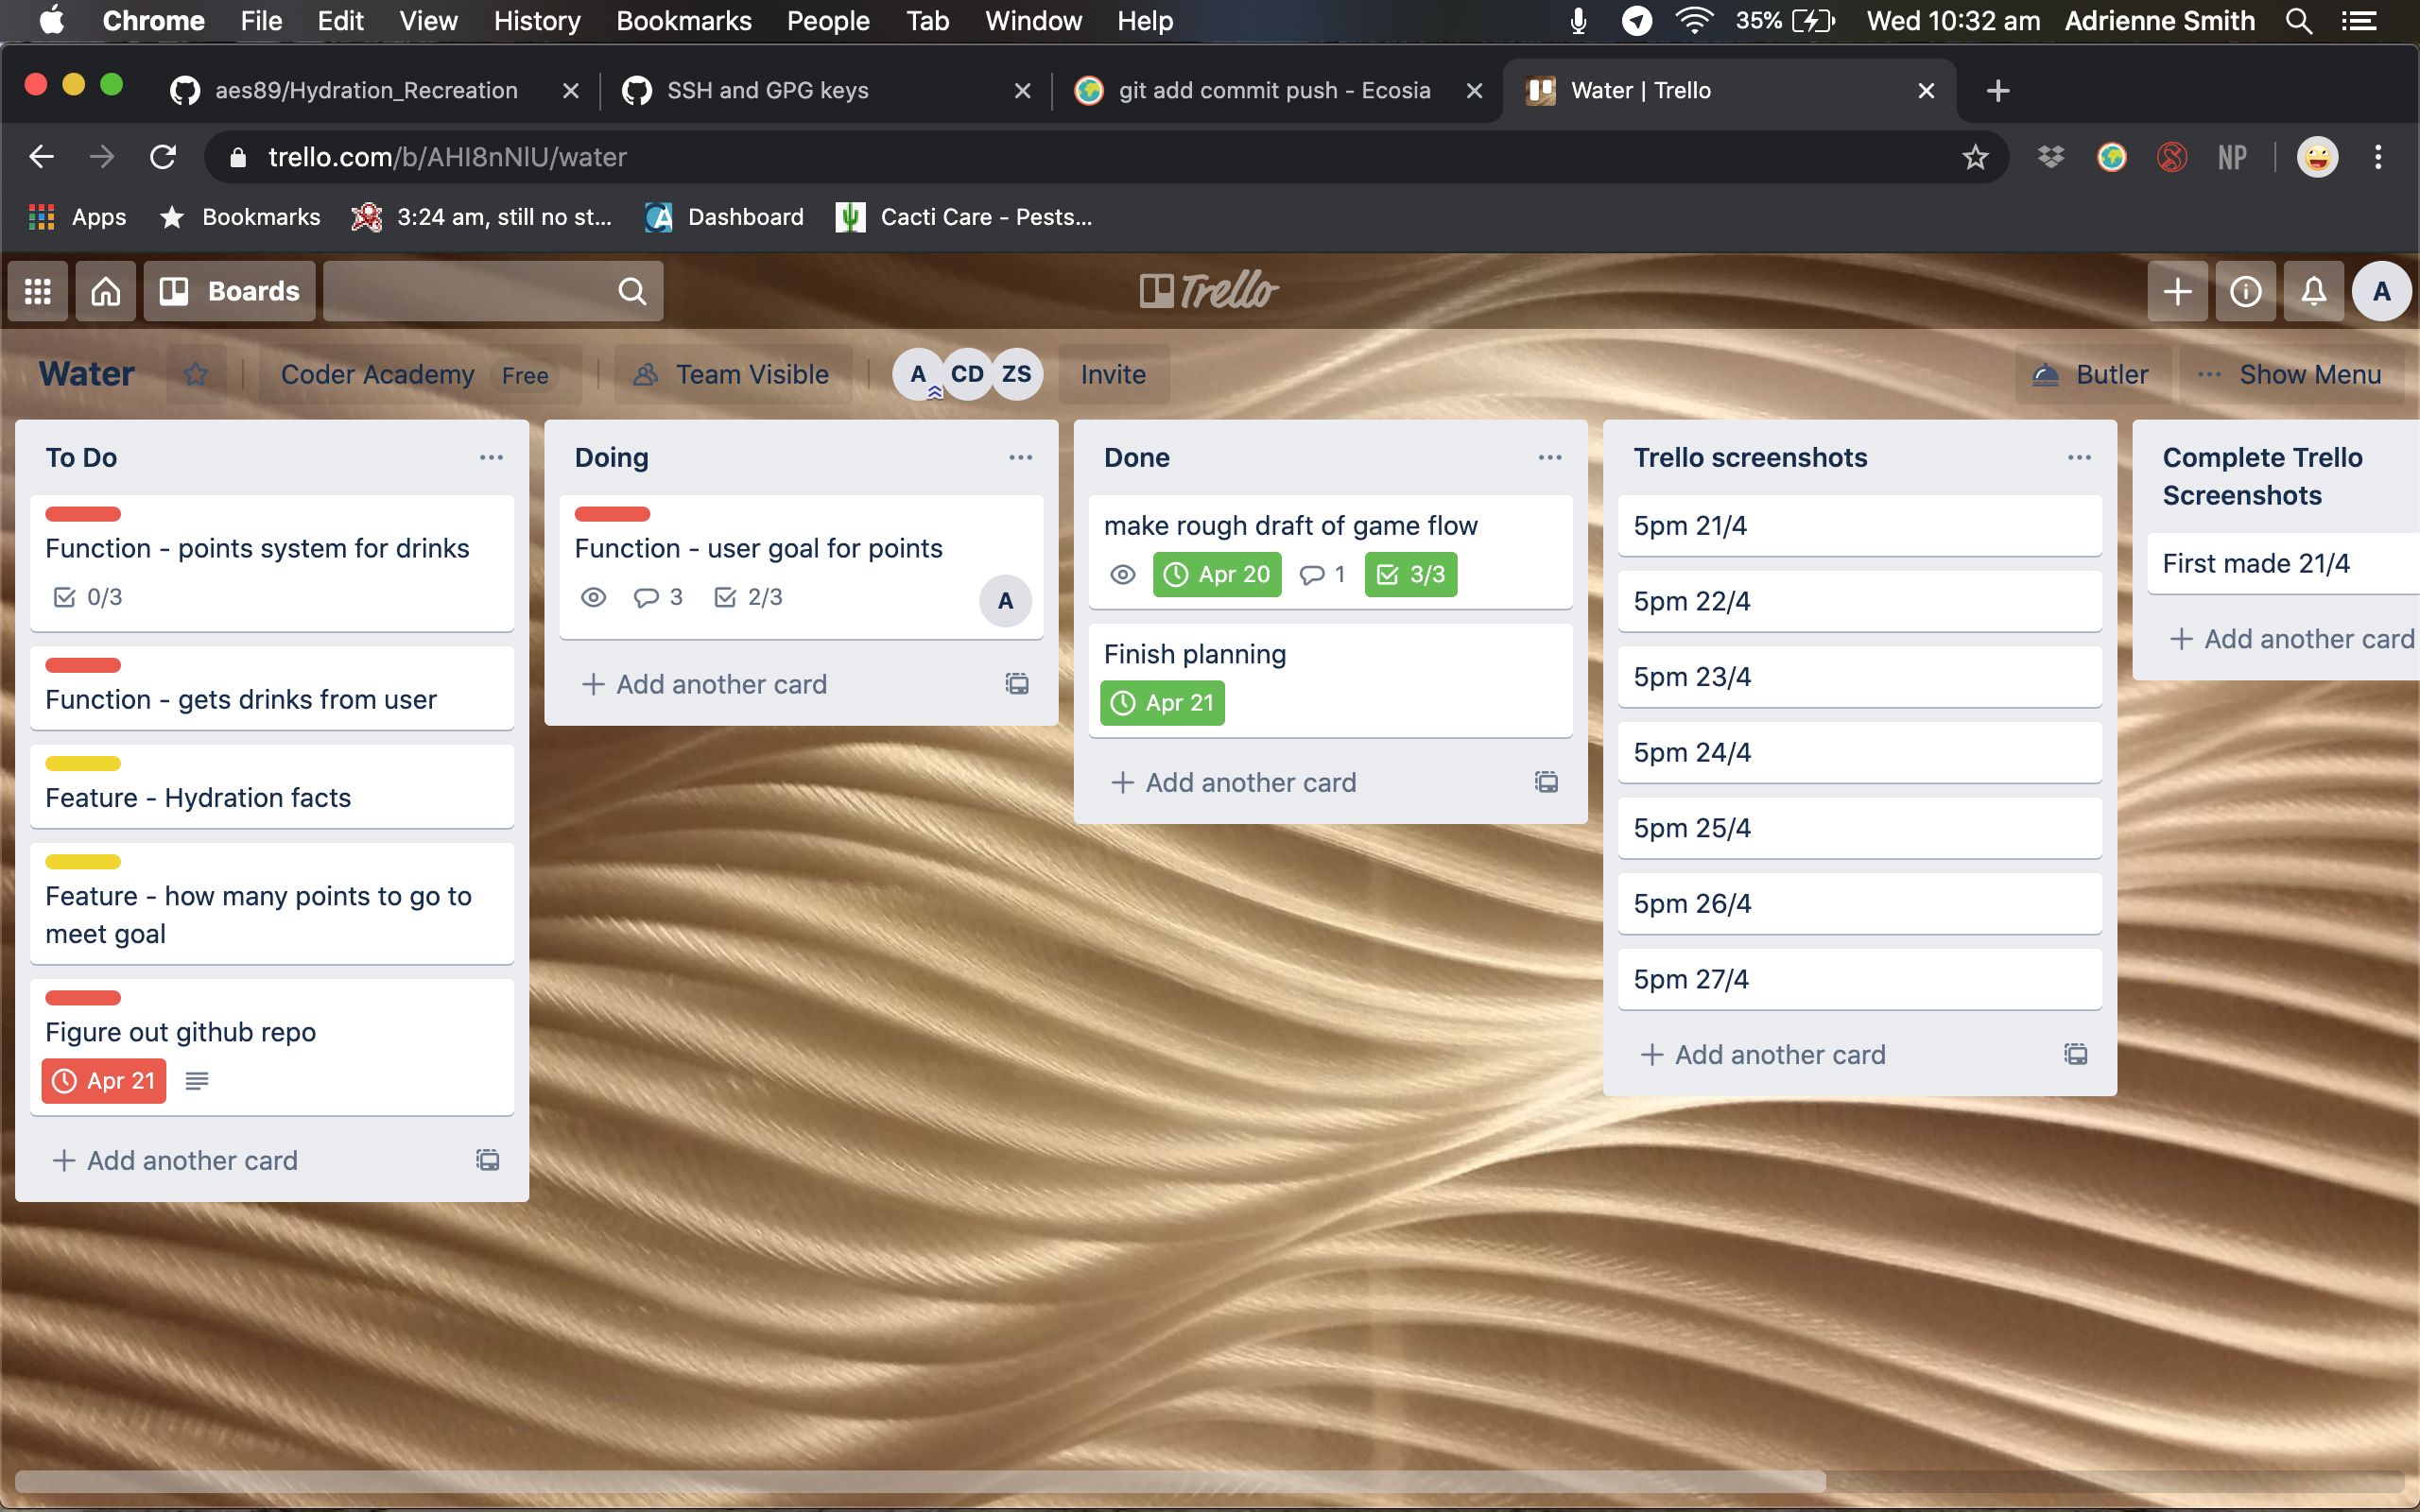 Chrome File Edit View History Bookmarks People Tab Window Help 35% Wed 10:32 am Adrienne Smith
aes89/Hydration_Recreation SSH and GPG keys git add commit push - Ecosia Water | Trello
trello.com/b/AHI8nNIU/water NP
Apps Bookmarks 3:24 am, still no st... Dashboard Cacti Care - Pests...
Boards Trello A
Water Coder Academy Free Team Visible A CD ZS Invite Butler Show Menu
To Do
Function - points system for drinks
0/3
Function - gets drinks from user
Feature - Hydration facts
Feature - how many points to go to
meet goal
Figure out github repo
Apr 21
Add another card
Doing
Function - user goal for points
3 2/3 A
Add another card
Done
make rough draft of game flow
Apr 20 1 3/3
Finish planning
Apr 21
Add another card
Trello screenshots
5pm 21/4
5pm 22/4
5pm 23/4
5pm 24/4
5pm 25/4
5pm 26/4
5pm 27/4
Add another card
Complete Trello
Screenshots
First made 21/4
Add another card